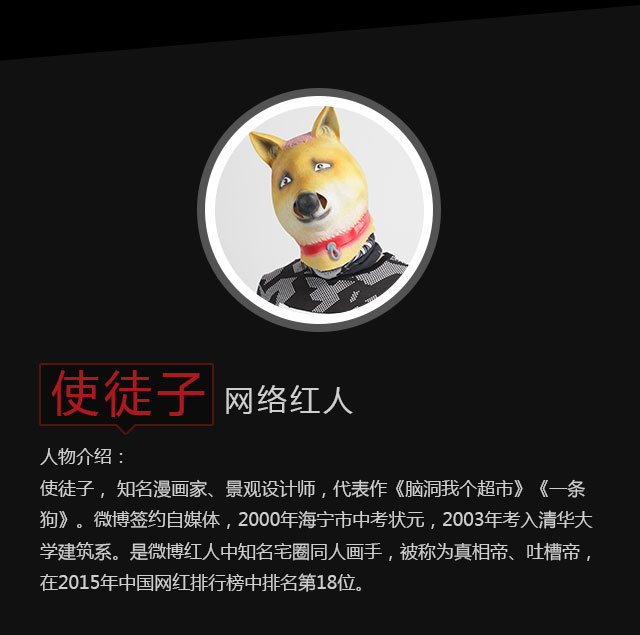 使徒子 网络红人
人物介绍：
使徒子， 知名漫画家、景观设计师，代表作《脑洞我个超市》《一条
狗》。微博签约自媒体，2000年海宁市中考状元，2003年考入清华大
学建筑系。是微博红人中知名宅圈同人画手，被称为真相帝、吐槽帝，
在2015年中国网红排行榜中排名第18位。